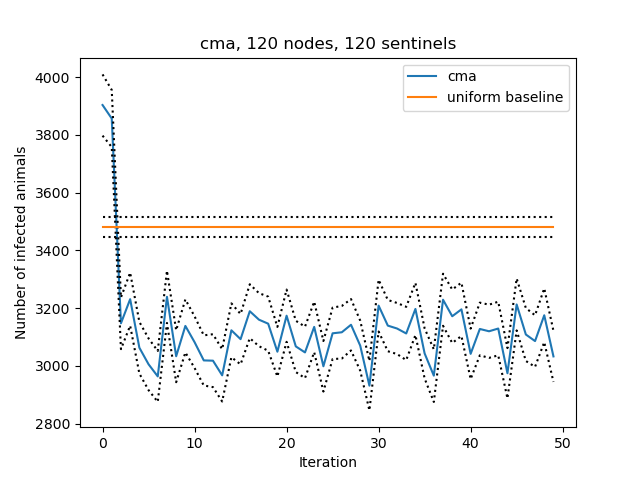 cma, 120 nodes, 120 sentinels
cma
uniform baseline
Number of infected animals
4000
3800
3600
3400
3200
3000
2800
0 10 20 30 40 50
Iteration